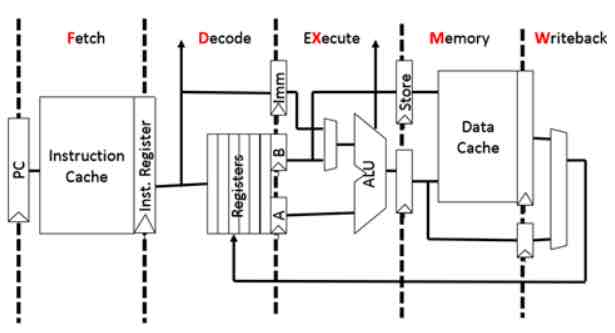 Fetch
Decode
EXecute
Memory
Writeback
PC
Instruction
Cache
Inst. Register
Registers
Imm
B
A
ALU
Store
Data
Cache